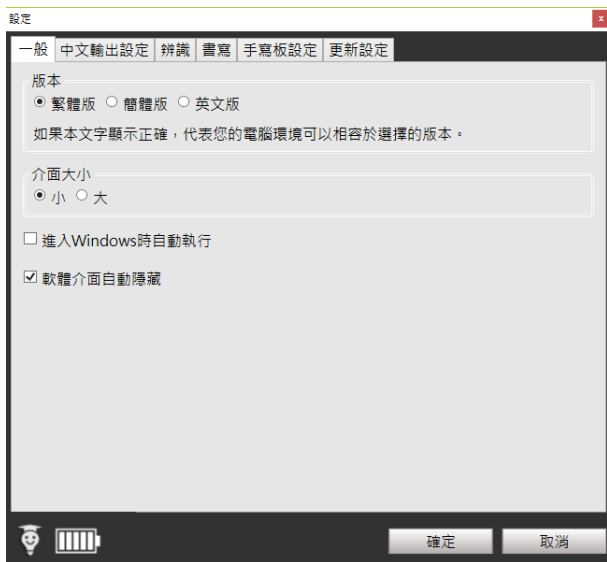 設定
x
一般 中文輸出設定 辨識 書寫 手寫板設定 更新設定
版本
繁體版 簡體版 英文版
如果本文字顯示正確，代表您的電腦環境可以相容於選擇的版本。
介面大小
小 大
進入Windows時自動執行
軟體介面自動隱藏
確定 取消